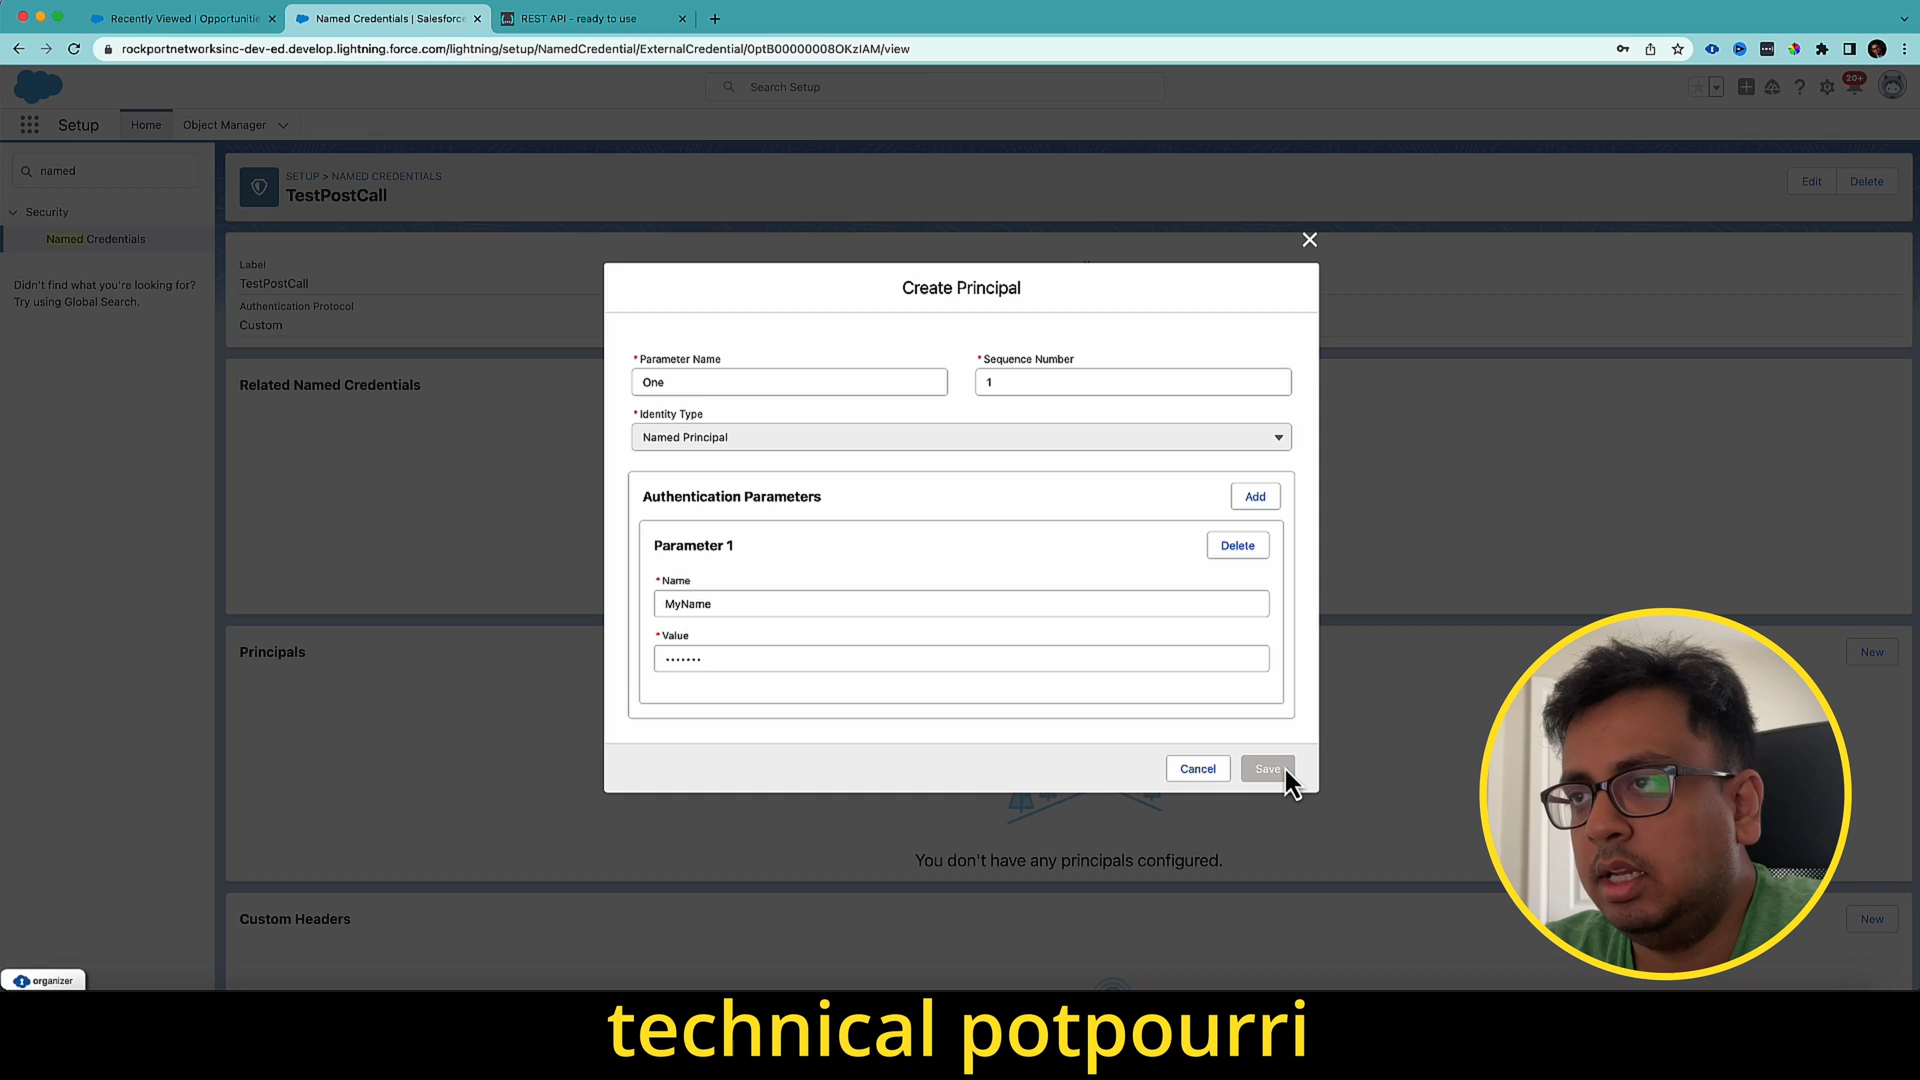 Recently Viewed | Opportunitie
Named Credentials | Salesforce
REST API - ready to use
rockportnetworksinc-dev-ed.develop.lightning.force.com/lightning/setup/NamedCredential/ExternalCredential/0ptB00000008OKzIAM/view
Search Setup
20+
Setup
Home
Object Manager
named
Security
Named Credentials
Didn't find what you're looking for?
Try using Global Search.
SETUP > NAMED CREDENTIALS
TestPostCall
Edit
Delete
Label
TestPostCall
Authentication Protocol
Custom
Related Named Credentials
Principals
New
You don't have any principals configured.
Custom Headers
New
Create Principal
* Parameter Name
One
* Sequence Number
1
* Identity Type
Named Principal
Authentication Parameters
Add
Parameter 1
Delete
* Name
MyName
* Value
•••••••
Cancel
Save
organizer
technical potpourri